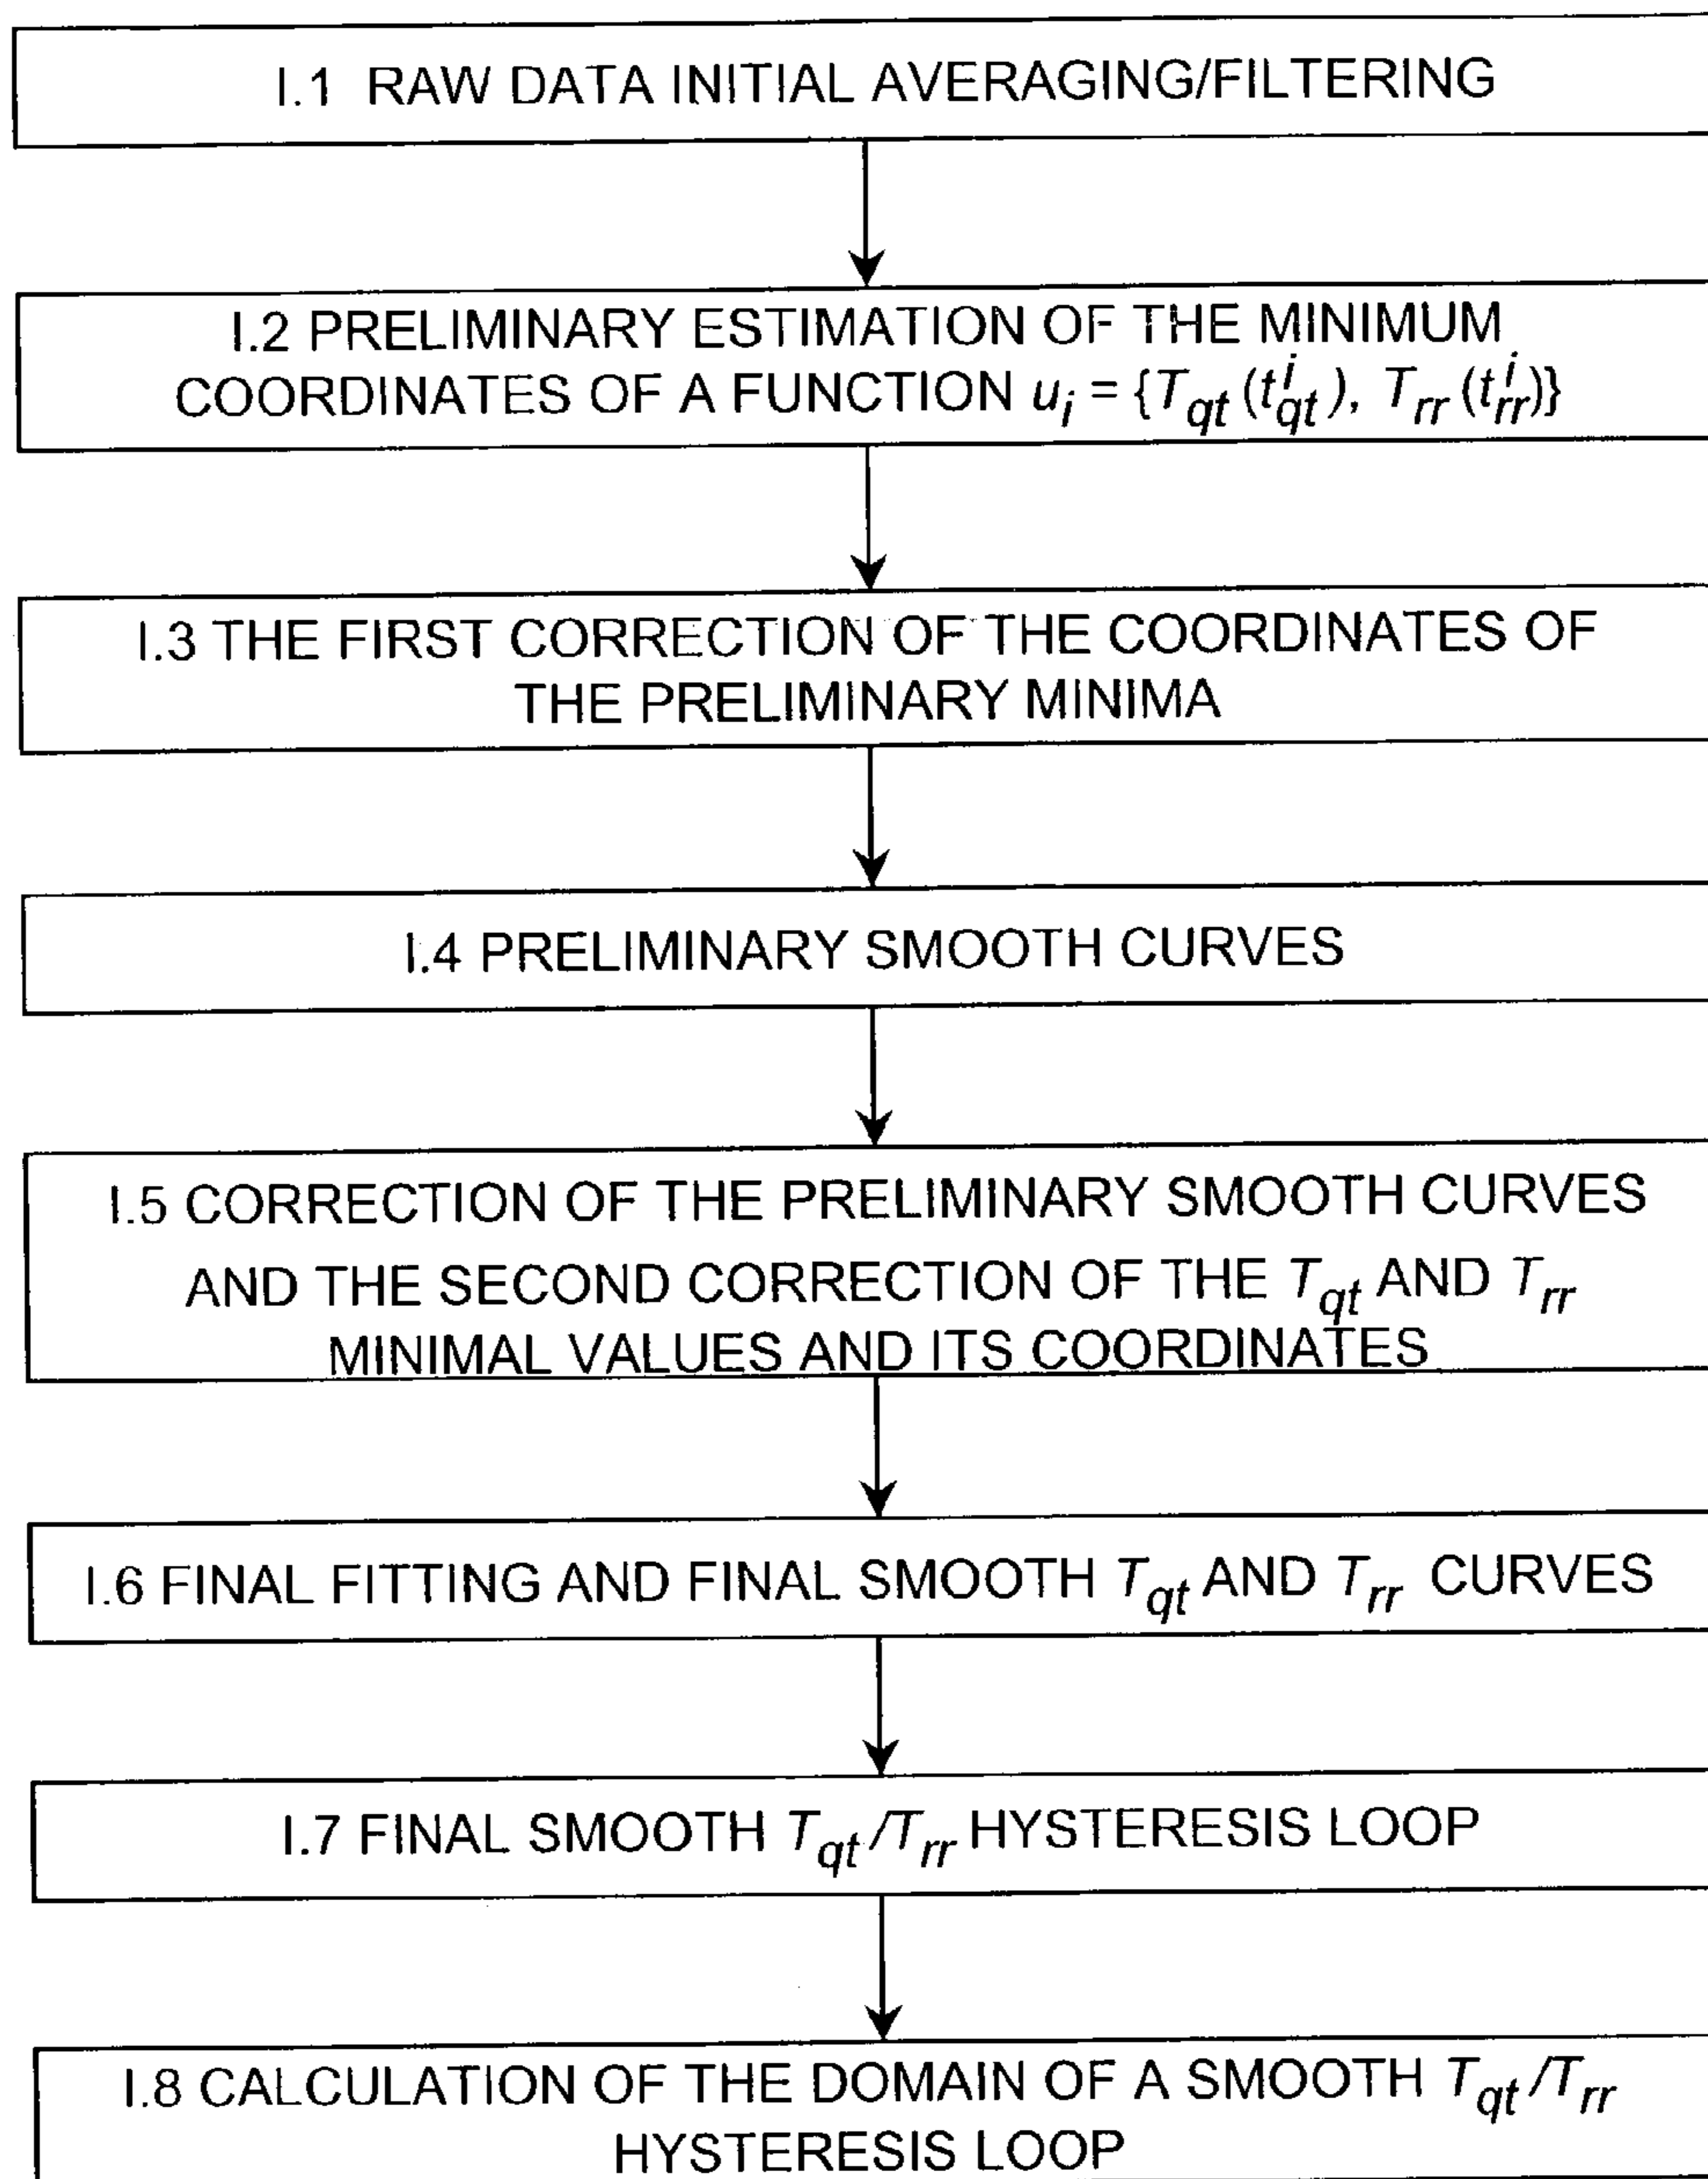 I.1 RAW DATA INITIAL AVERAGING/FILTERING
I.2 PRELIMINARY ESTIMATION OF THE MINIMUM
COORDINATES OF A FUNCTION u_i = {T_qt (t^i_qt), T_rr (t^i_rr)}
I.3 THE FIRST CORRECTION OF THE COORDINATES OF
THE PRELIMINARY MINIMA
I.4 PRELIMINARY SMOOTH CURVES
I.5 CORRECTION OF THE PRELIMINARY SMOOTH CURVES
AND THE SECOND CORRECTION OF THE T_qt AND T_rr
MINIMAL VALUES AND ITS COORDINATES
I.6 FINAL FITTING AND FINAL SMOOTH T_qt AND T_rr CURVES
I.7 FINAL SMOOTH T_qt/T_rr HYSTERESIS LOOP
I.8 CALCULATION OF THE DOMAIN OF A SMOOTH T_qt/T_rr
HYSTERESIS LOOP